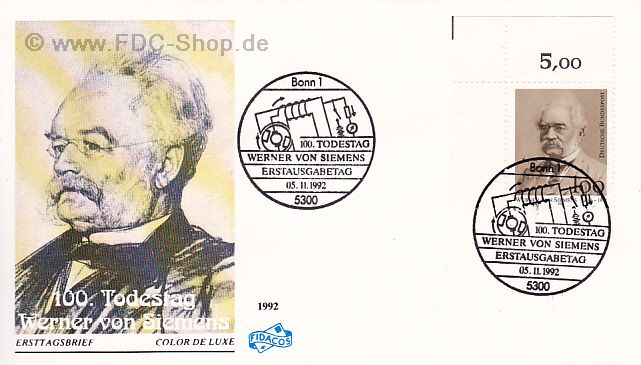 © www.FDC-Shop.de
5,00
DEUTSCHE BUNDESPOST
100
100. Todestag
Werner von Siemens
ERSTTAGSBRIEF COLOR DE LUXE
Bonn 1
100. TODESTAG
WERNER VON SIEMENS
ERSTAUSGABETAG
05.11.1992
5300
Bonn 1
100. TODESTAG
WERNER VON SIEMENS
ERSTAUSGABETAG
05.11.1992
5300
1992
FIDACOS